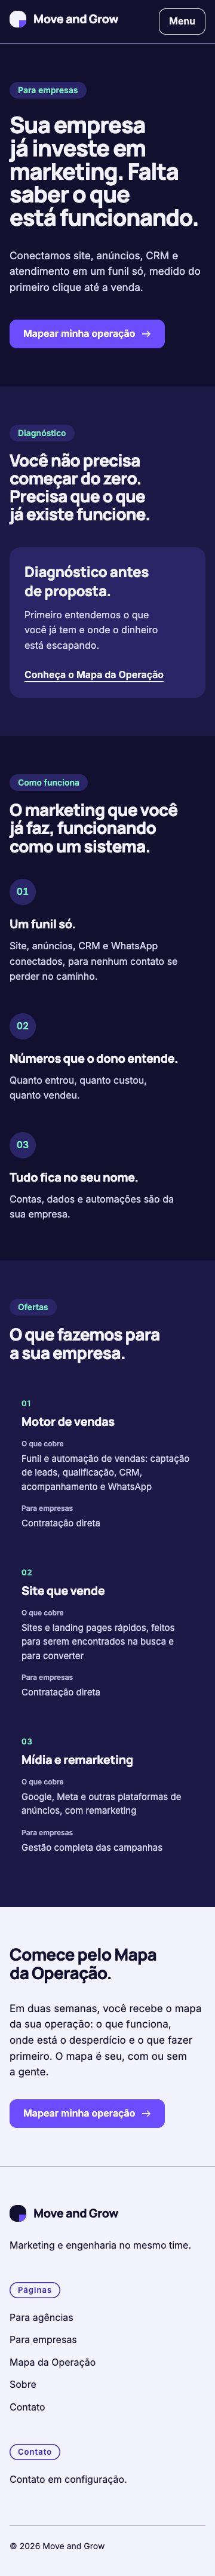 Move and Grow
Menu
Para empresas
Sua empresa
já investe em
marketing. Falta
saber o que
está funcionando.
Conectamos site, anúncios, CRM e
atendimento em um funil só, medido do
primeiro clique até a venda.
Mapear minha operação →
Diagnóstico
Você não precisa
começar do zero.
Precisa que o que
já existe funcione.
Diagnóstico antes
de proposta.
Primeiro entendemos o que
você já tem e onde o dinheiro
está escapando.
Conheça o Mapa da Operação
Como funciona
O marketing que você
já faz, funcionando
como um sistema.
01
Um funil só.
Site, anúncios, CRM e WhatsApp
conectados, para nenhum contato se
perder no caminho.
02
Números que o dono entende.
Quanto entrou, quanto custou,
quanto vendeu.
03
Tudo fica no seu nome.
Contas, dados e automações são da
sua empresa.
Ofertas
O que fazemos para
a sua empresa.
01
Motor de vendas
O que cobre
Funil e automação de vendas: captação
de leads, qualificação, CRM,
acompanhamento e WhatsApp
Para empresas
Contratação direta
02
Site que vende
O que cobre
Sites e landing pages rápidos, feitos
para serem encontrados na busca e
para converter
Para empresas
Contratação direta
03
Mídia e remarketing
O que cobre
Google, Meta e outras plataformas de
anúncios, com remarketing
Para empresas
Gestão completa das campanhas
Comece pelo Mapa
da Operação.
Em duas semanas, você recebe o mapa
da sua operação: o que funciona,
onde está o desperdício e o que fazer
primeiro. O mapa é seu, com ou sem
a gente.
Mapear minha operação →
Move and Grow
Marketing e engenharia no mesmo time.
Páginas
Para agências
Para empresas
Mapa da Operação
Sobre
Contato
Contato
Contato em configuração.
© 2026 Move and Grow